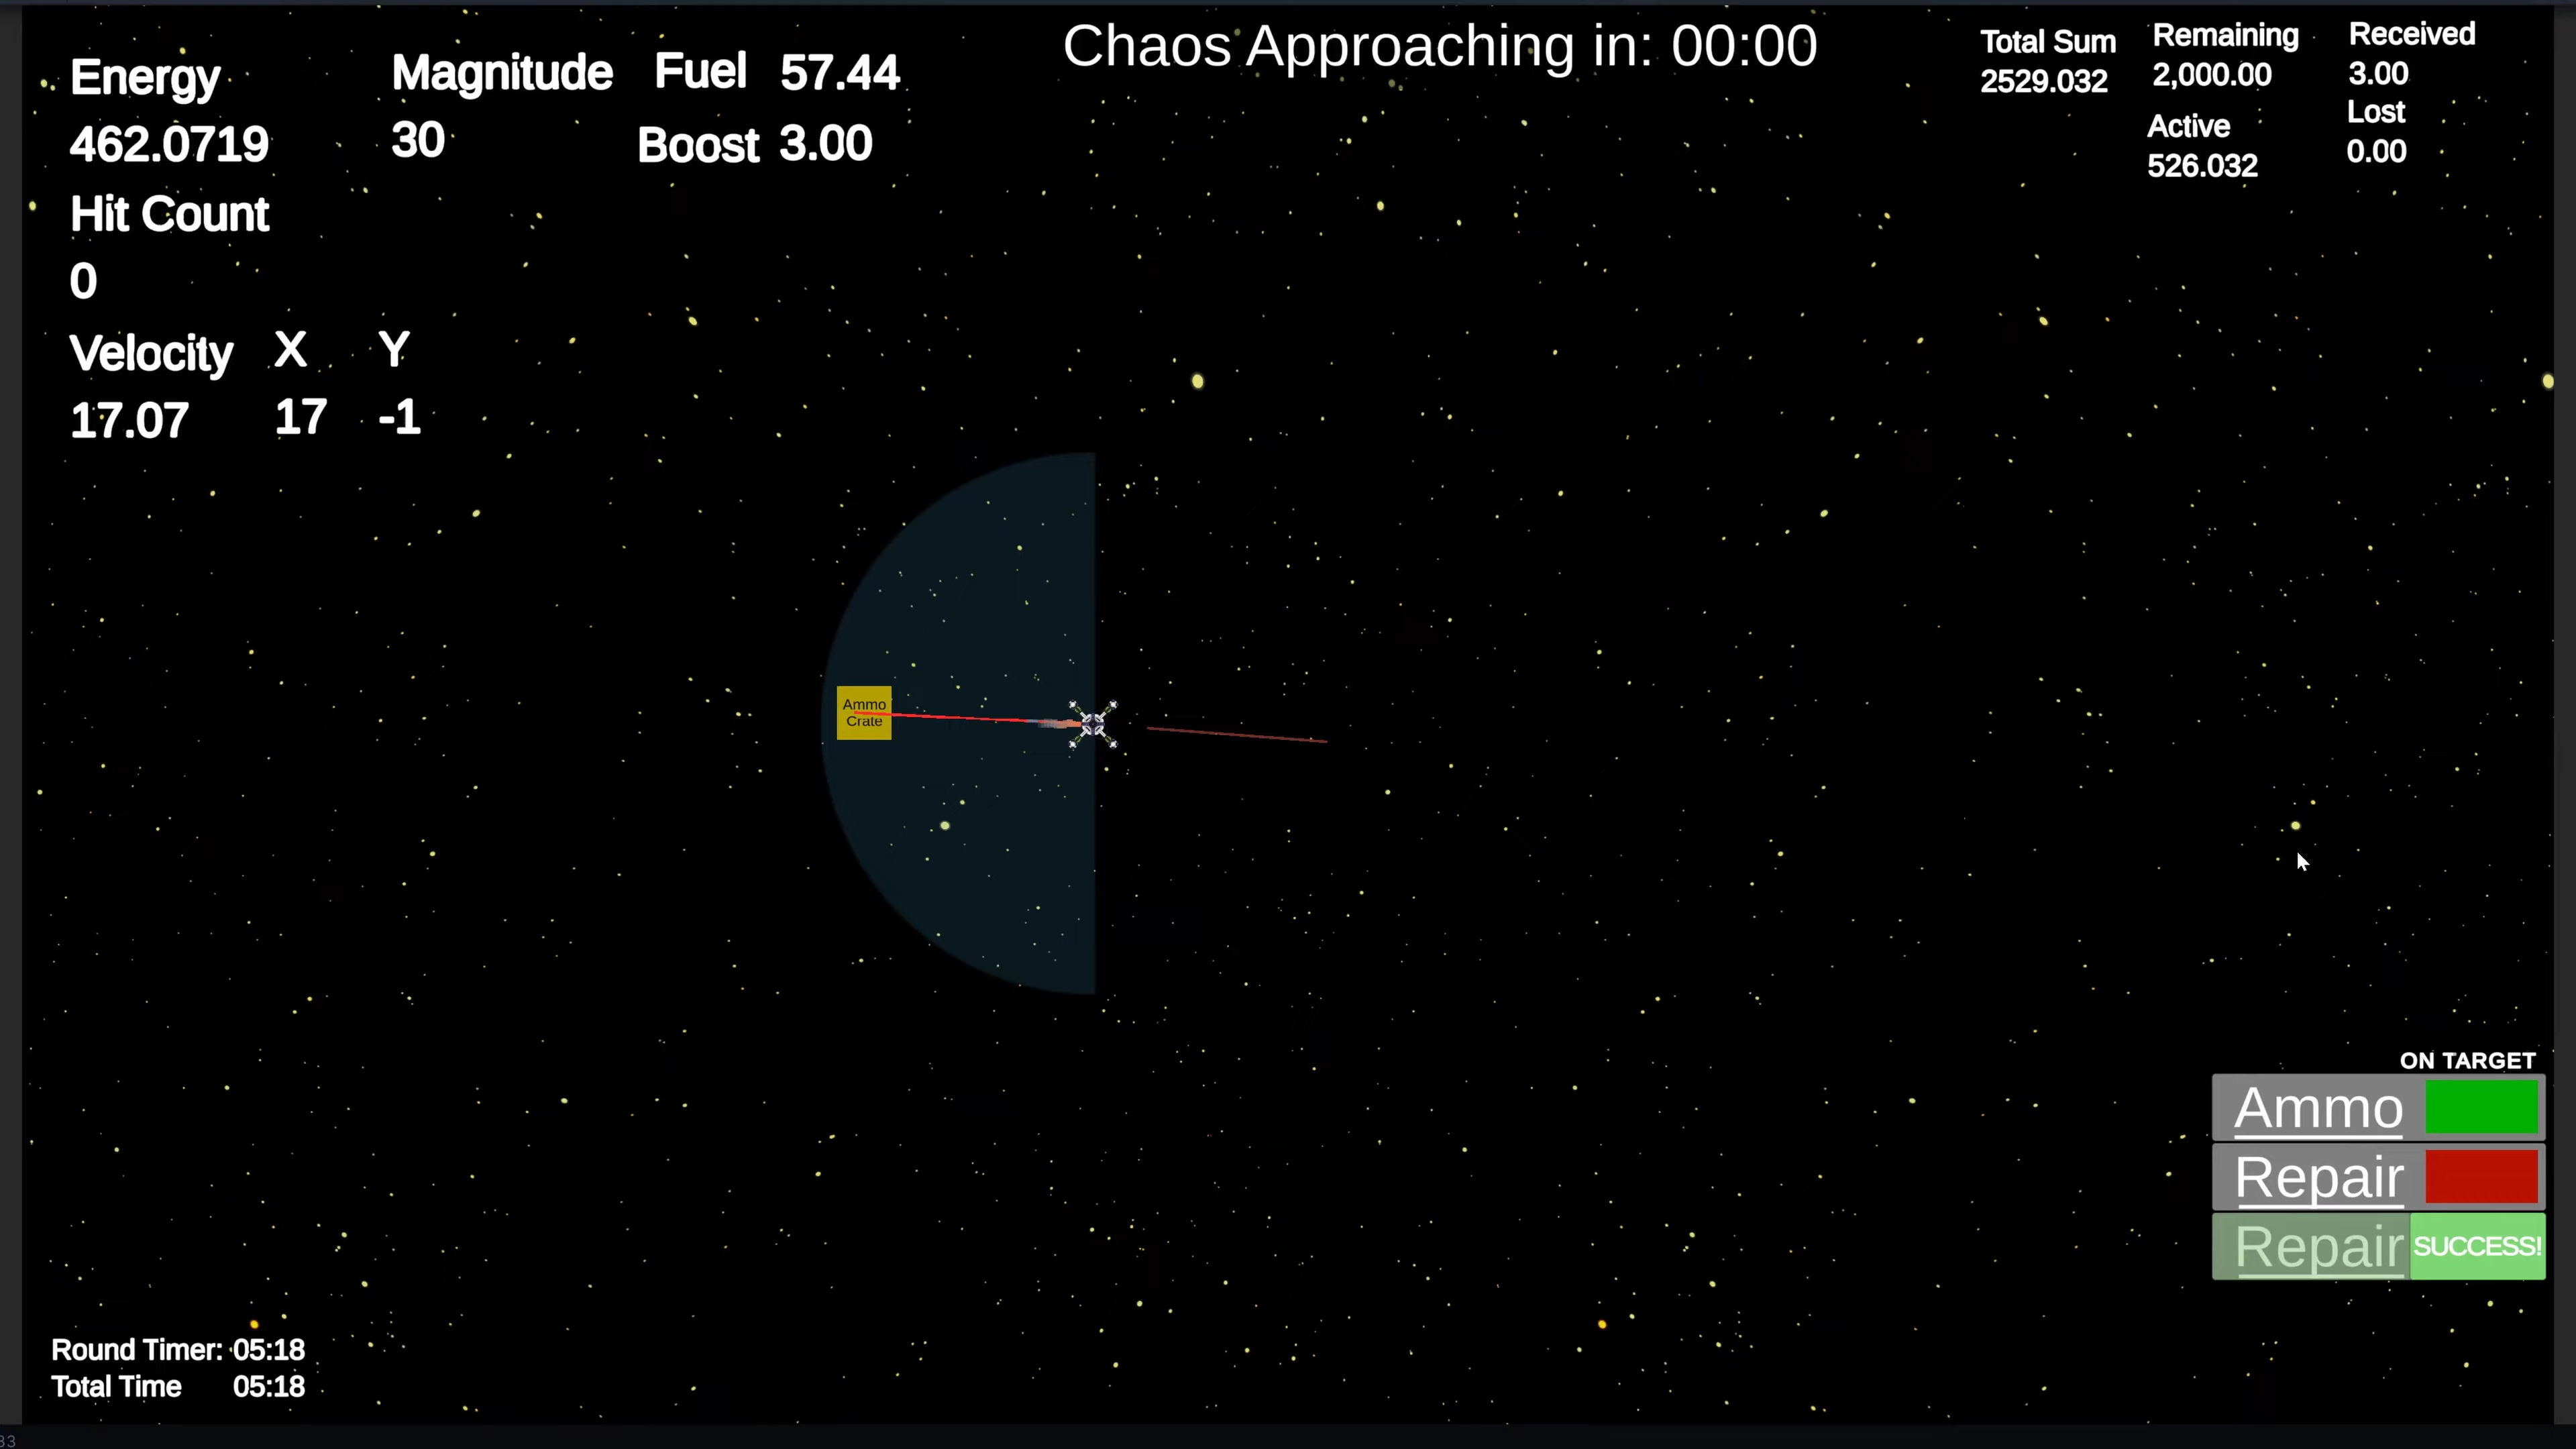 Chaos Approaching in: 00:00
Energy
462.0719
Magnitude
30
Fuel 57.44
Boost 3.00
Hit Count
0
Velocity X Y
17.07 17 -1
Total Sum
2529.032
Remaining
2,000.00
Active
526.032
Received
3.00
Lost
0.00
Ammo
Crate
ON TARGET
Ammo
Repair
Repair SUCCESS!
Round Timer: 05:18
Total Time 05:18
33